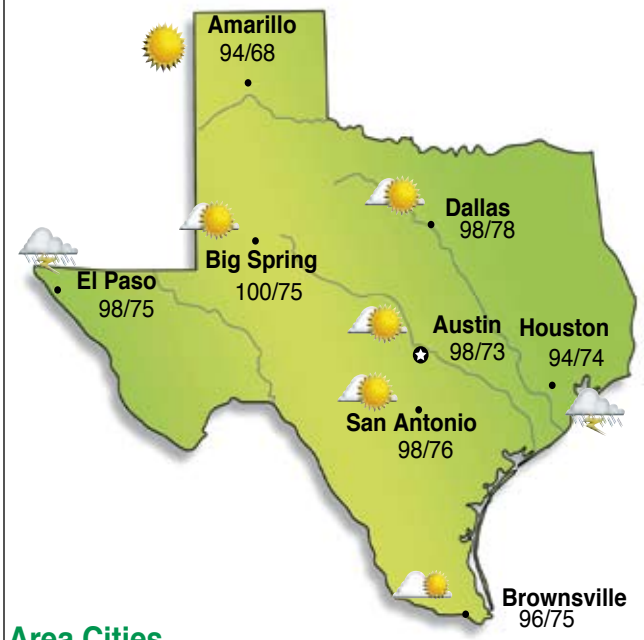 Amarillo
94/68
Dallas
98/78
Big Spring
100/75
El Paso
98/75
Austin
98/73
Houston
94/74
San Antonio
98/76
Brownsville
96/75
Area Cities